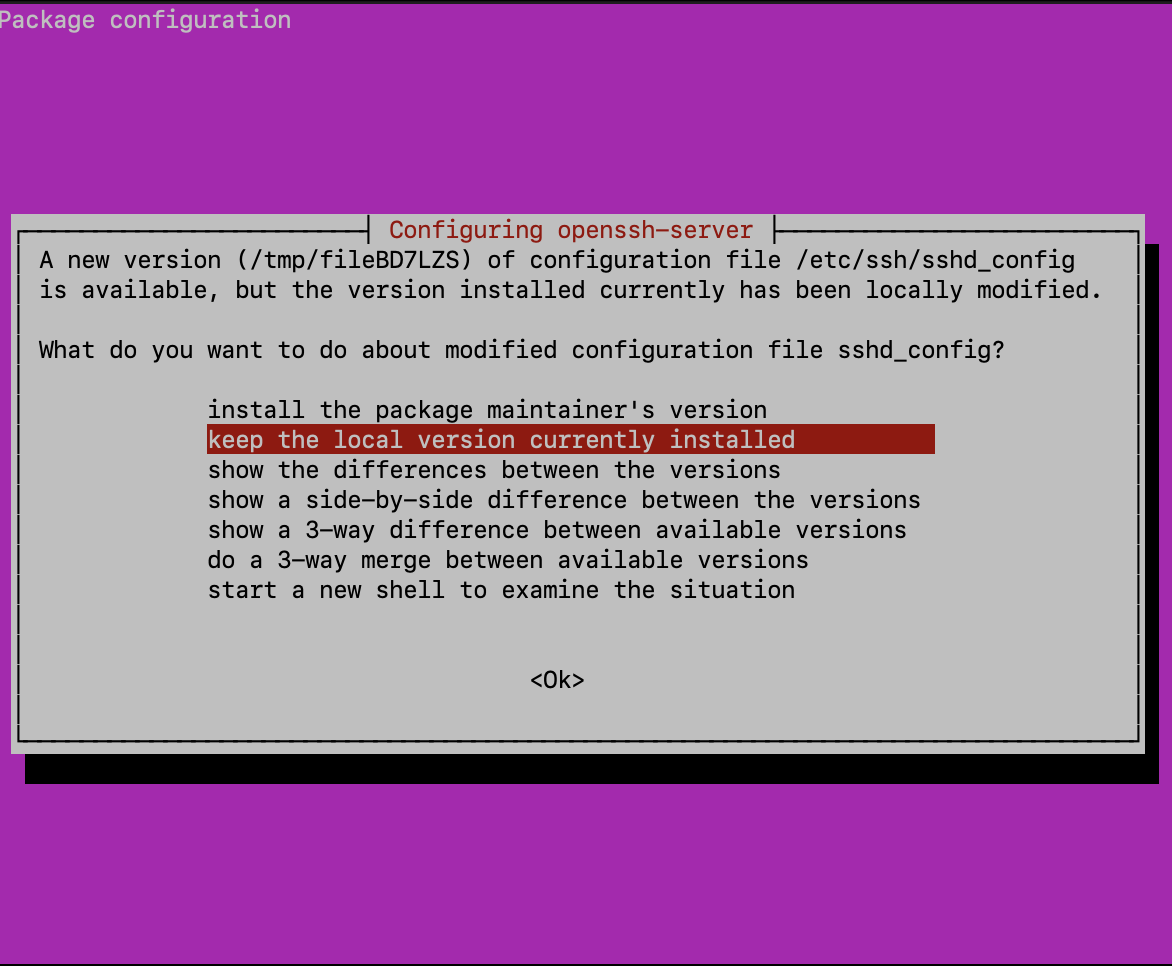 Package configuration
Configuring openssh-server
A new version (/tmp/fileBD7LZS) of configuration file /etc/ssh/sshd_config
is available, but the version installed currently has been locally modified.
What do you want to do about modified configuration file sshd_config?
install the package maintainer's version
keep the local version currently installed
show the differences between the versions
show a side-by-side difference between the versions
show a 3-way difference between available versions
do a 3-way merge between available versions
start a new shell to examine the situation
<Ok>